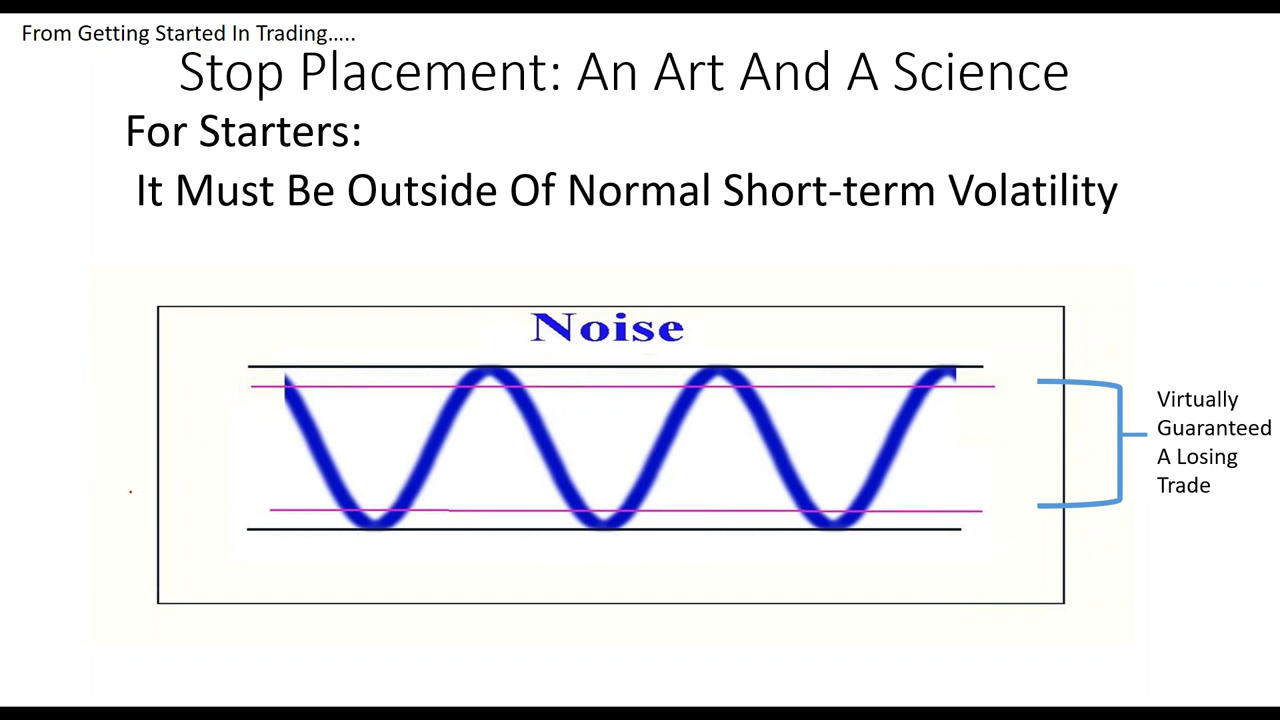 From Getting Started In Trading.....
Stop Placement: An Art And A Science
For Starters:
It Must Be Outside Of Normal Short-term Volatility
Noise
Virtually
Guaranteed
A Losing
Trade